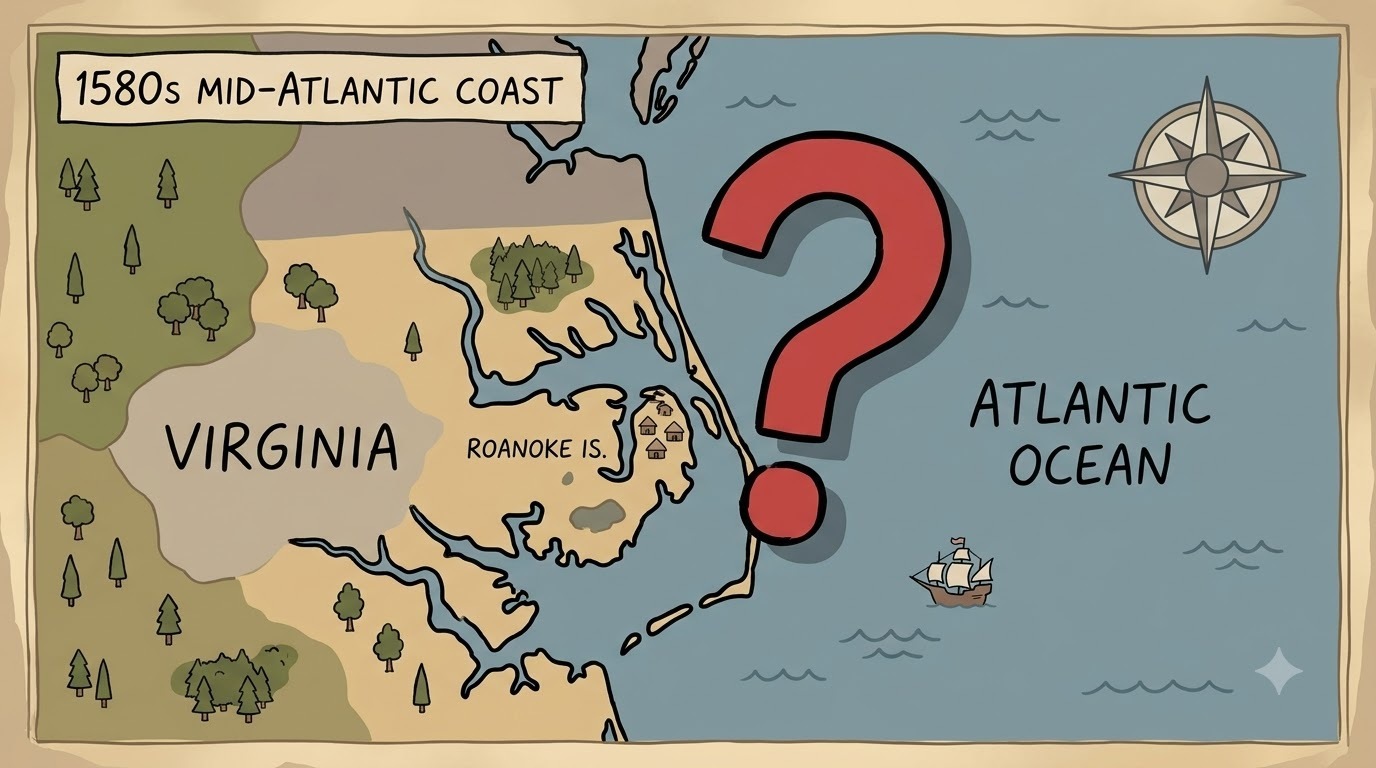 1580s MID-ATLANTIC COAST
VIRGINIA
ROANOKE IS.
?
ATLANTIC
OCEAN